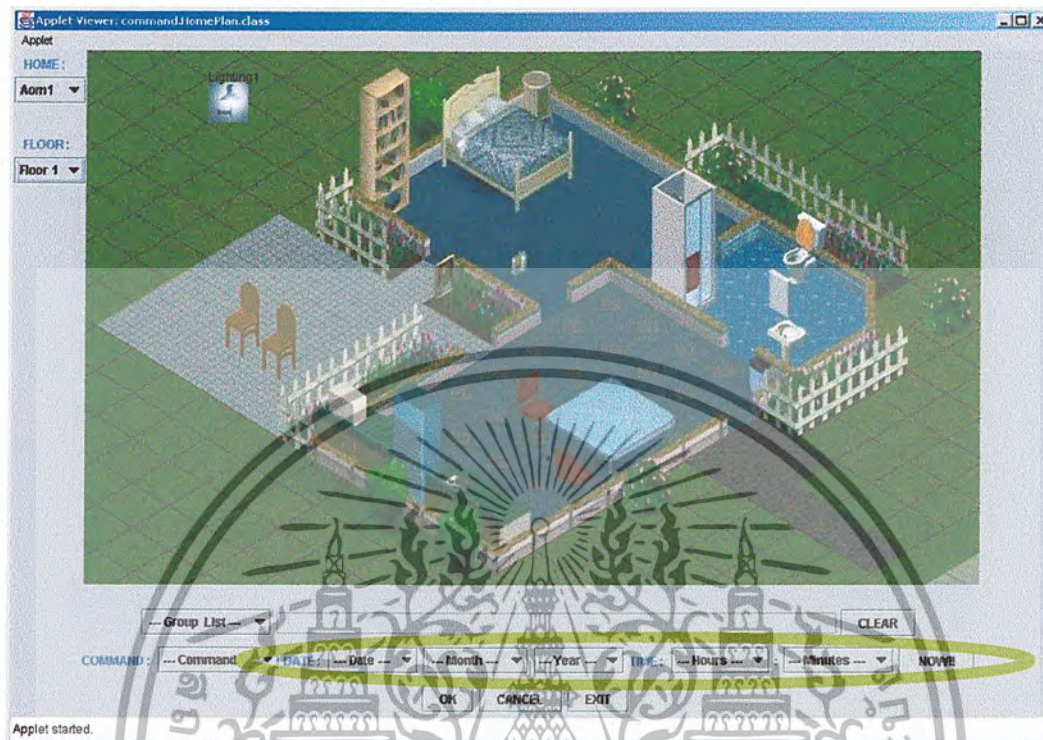 Applet Viewer: command.HomePlan.class
Applet
HOME:
Aom1
Lighting1
FLOOR:
Floor 1
--- Group List --- CLEAR
COMMAND: --- Command DATE: --- Date --- --- Month --- --- Year --- TIME: --- Hours --- : --- Minutes --- NOW!!
OK CANCEL EXIT
Applet started.